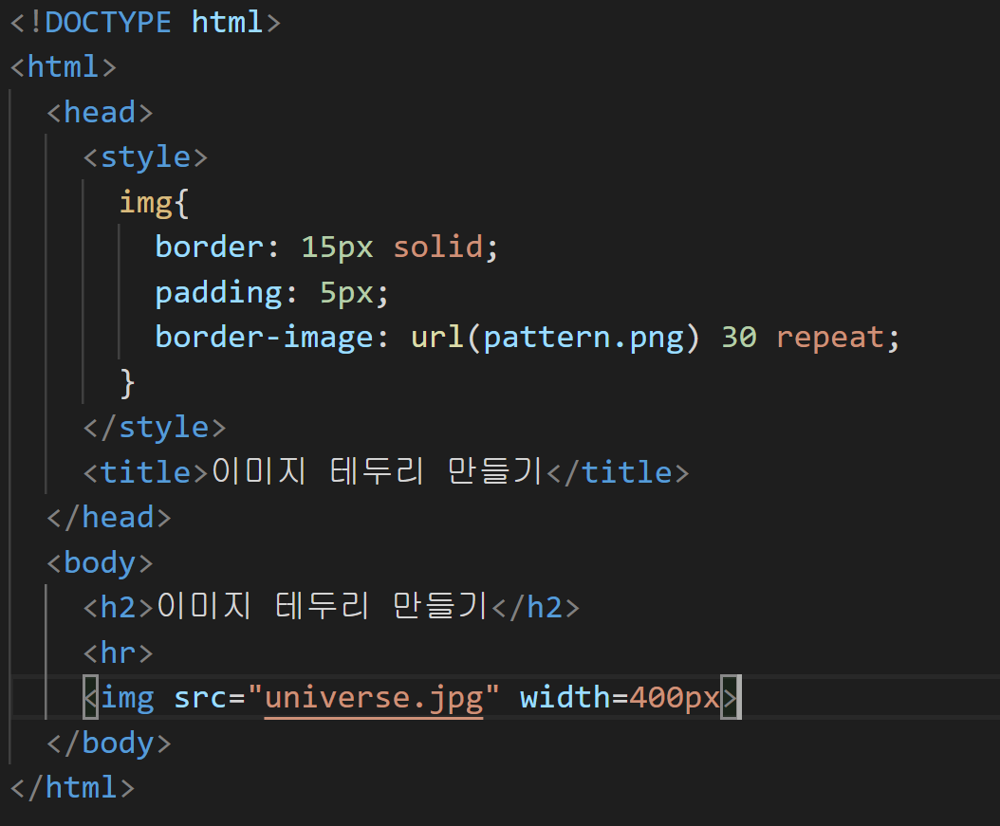 <!DOCTYPE html>
<html>
  <head>
    <style>
      img{
        border: 15px solid;
        padding: 5px;
        border-image: url(pattern.png) 30 repeat;
      }
    </style>
    <title>이미지 테두리 만들기</title>
  </head>
  <body>
    <h2>이미지 테두리 만들기</h2>
    <hr>
    <img src="universe.jpg" width=400px>
  </body>
</html>